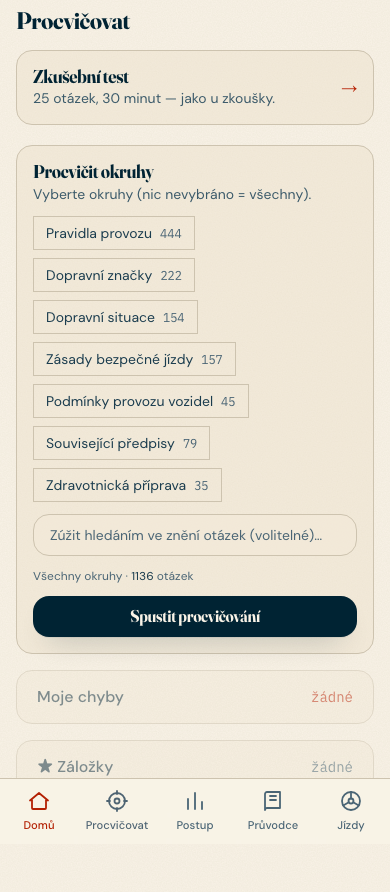 Procvičovat
Zkušební test
25 otázek, 30 minut — jako u zkoušky.
→
Procvičit okruhy
Vyberte okruhy (nic nevybráno = všechny).
Pravidla provozu 444
Dopravní značky 222
Dopravní situace 154
Zásady bezpečné jízdy 157
Podmínky provozu vozidel 45
Související předpisy 79
Zdravotnická příprava 35
Zúžit hledáním ve znění otázek (volitelné)…
Všechny okruhy · 1136 otázek
Spustit procvičování
Moje chyby žádné
★ Záložky žádné
Domů Procvičovat Postup Průvodce Jízdy